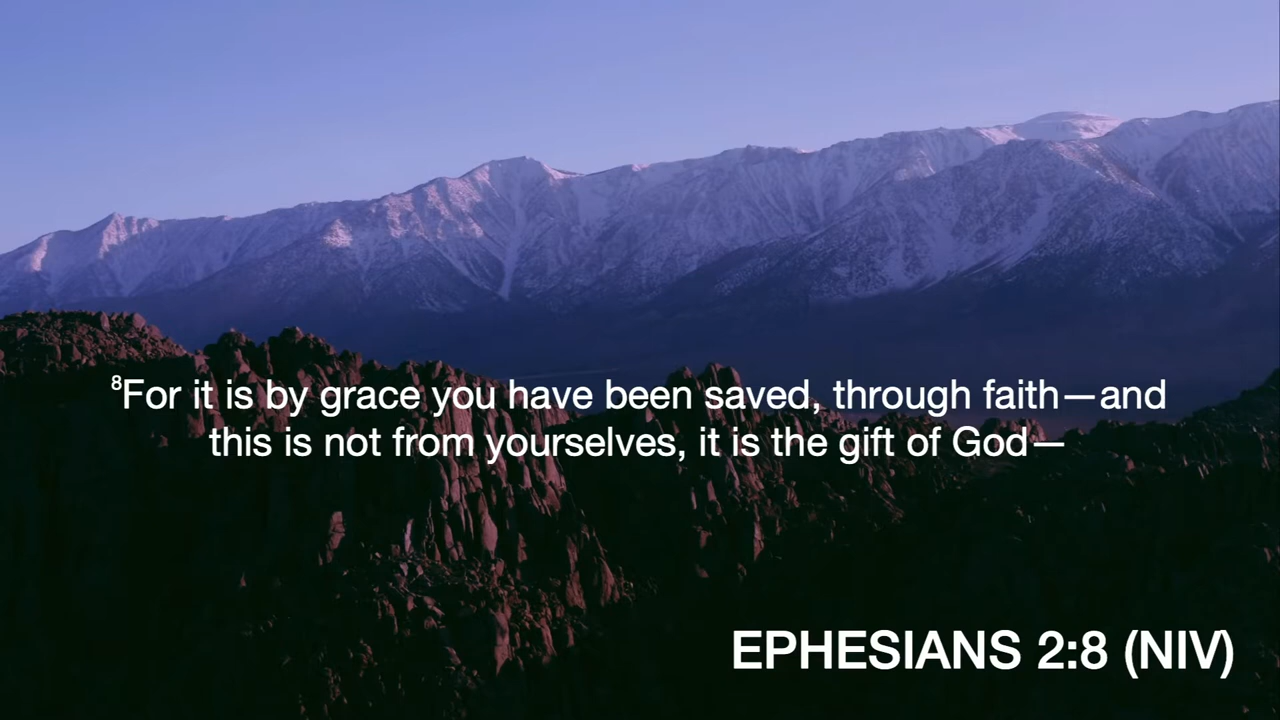 ⁸For it is by grace you have been saved, through faith—and
this is not from yourselves, it is the gift of God—
EPHESIANS 2:8 (NIV)